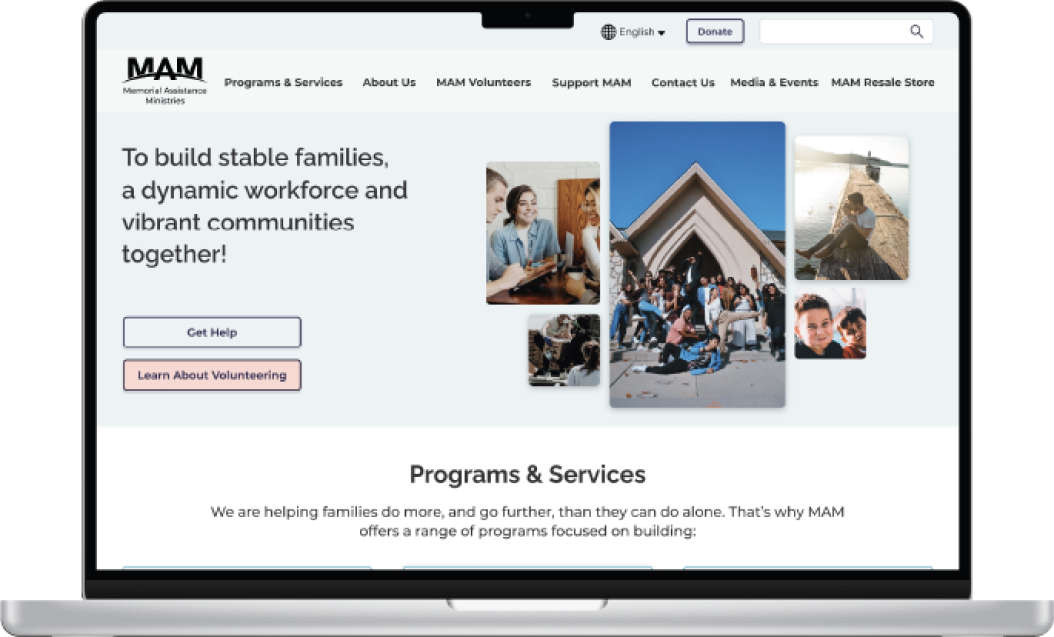 English
Donate
MAM
Memorial Assistance
Ministries
Programs & Services
About Us
MAM Volunteers
Support MAM
Contact Us
Media & Events
MAM Resale Store
To build stable families,
a dynamic workforce and
vibrant communities
together!
Get Help
Learn About Volunteering
Programs & Services
We are helping families do more, and go further, than they can do alone. That’s why MAM
offers a range of programs focused on building: